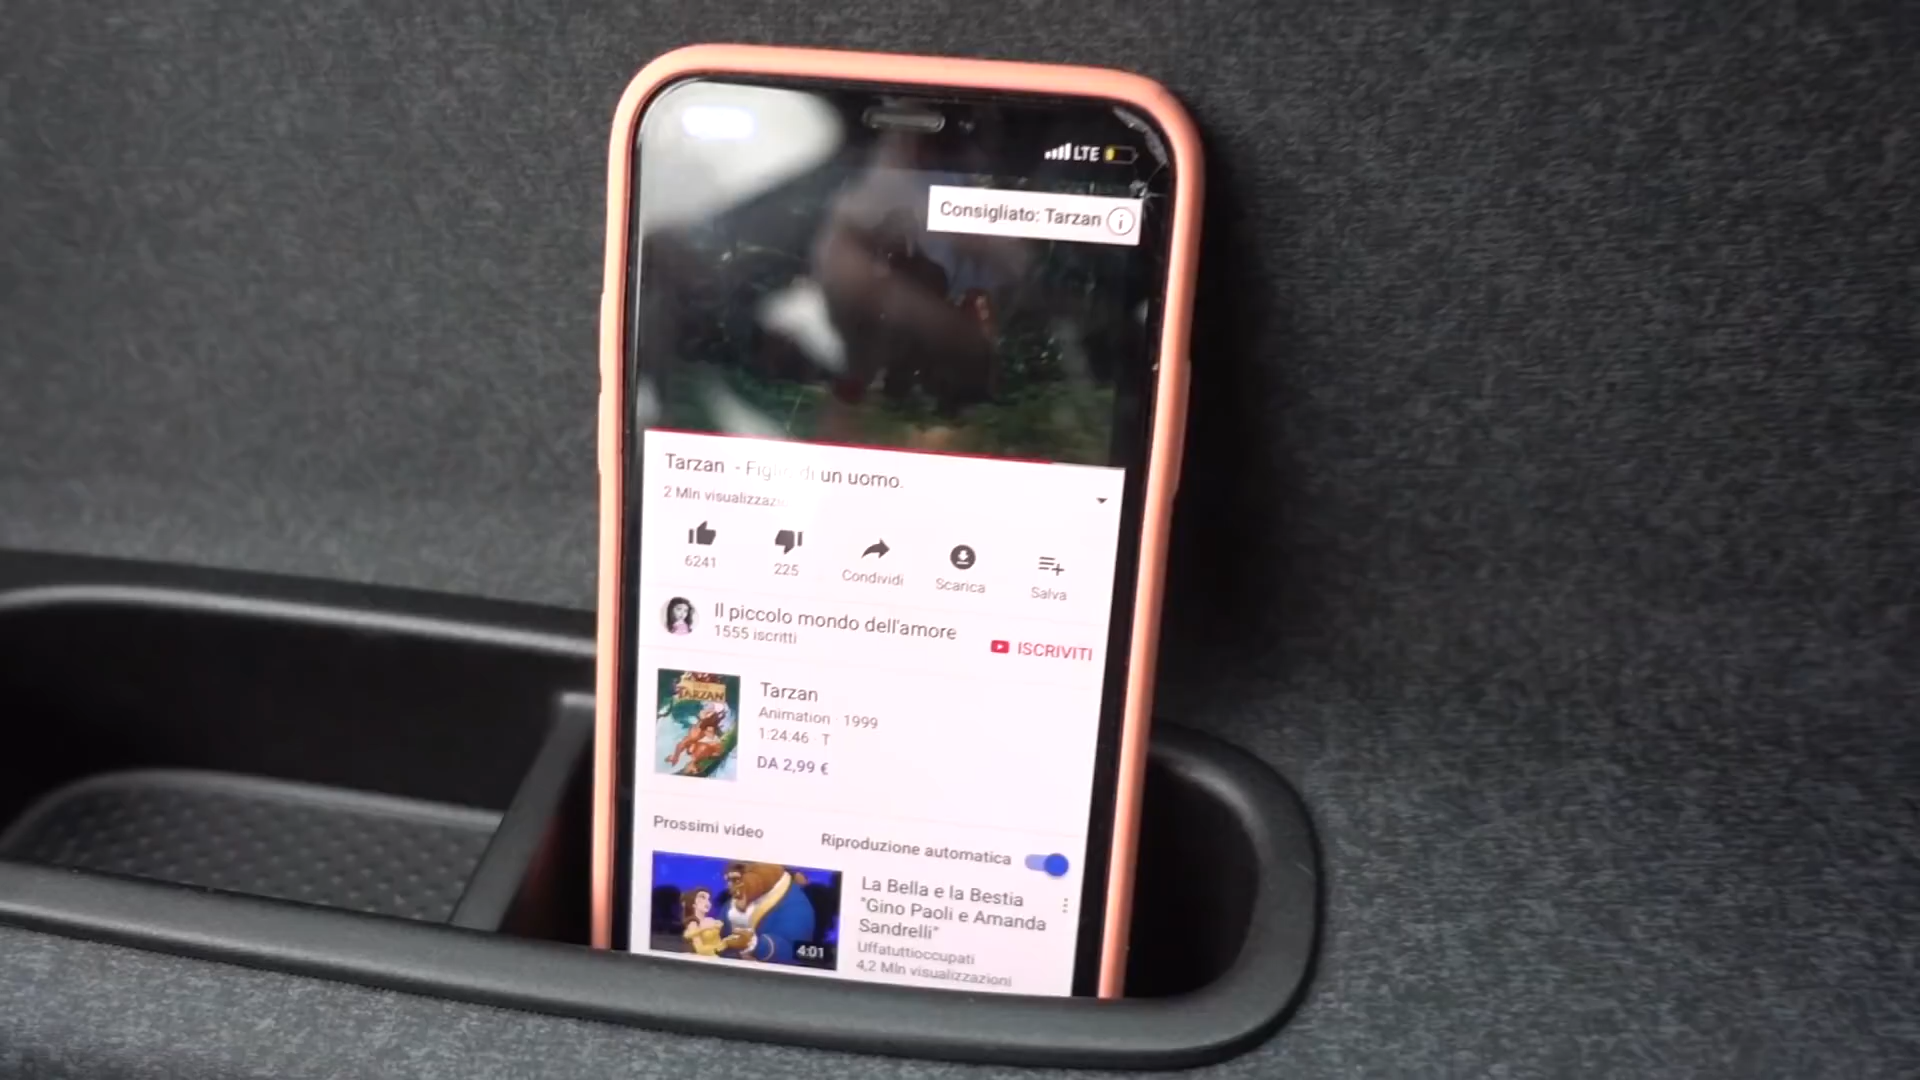 LTE
Consigliato: Tarzan
Tarzan - Figlio di un uomo.
2 Mln visualizzazi
6241
225
Condividi
Scarica
Salva
Il piccolo mondo dell'amore
1555 iscritti
ISCRIVITI
TARZAN
Tarzan
Animation · 1999
1:24:46 · T
DA 2,99 €
Prossimi video
Riproduzione automatica
4:01
La Bella e la Bestia
"Gino Paoli e Amanda
Sandrelli"
Uffatuttioccupati
4,2 Mln visualizzazioni